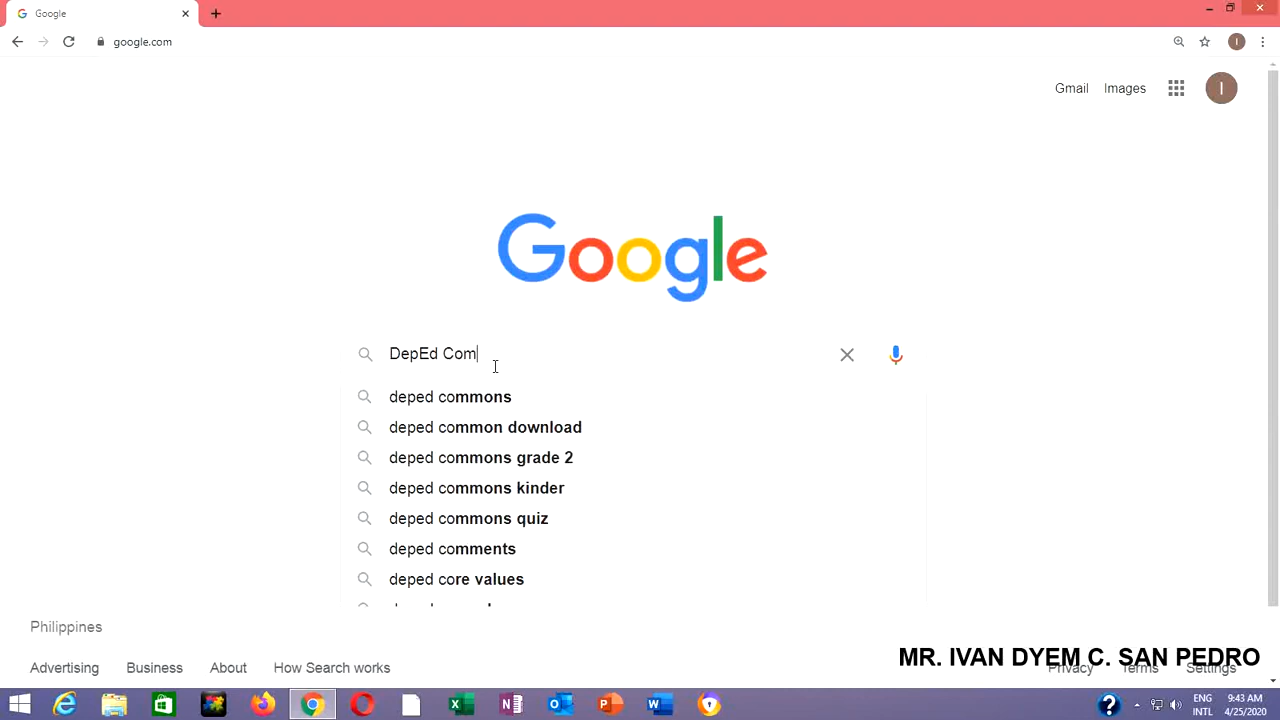 Google
google.com
Gmail Images I
Google
DepEd Com
deped commons
deped common download
deped commons grade 2
deped commons kinder
deped commons quiz
deped comments
deped core values
Philippines
MR. IVAN DYEM C. SAN PEDRO
Advertising Business About How Search works Privacy Terms Settings
ENG 9:43 AM
INTL 4/25/2020